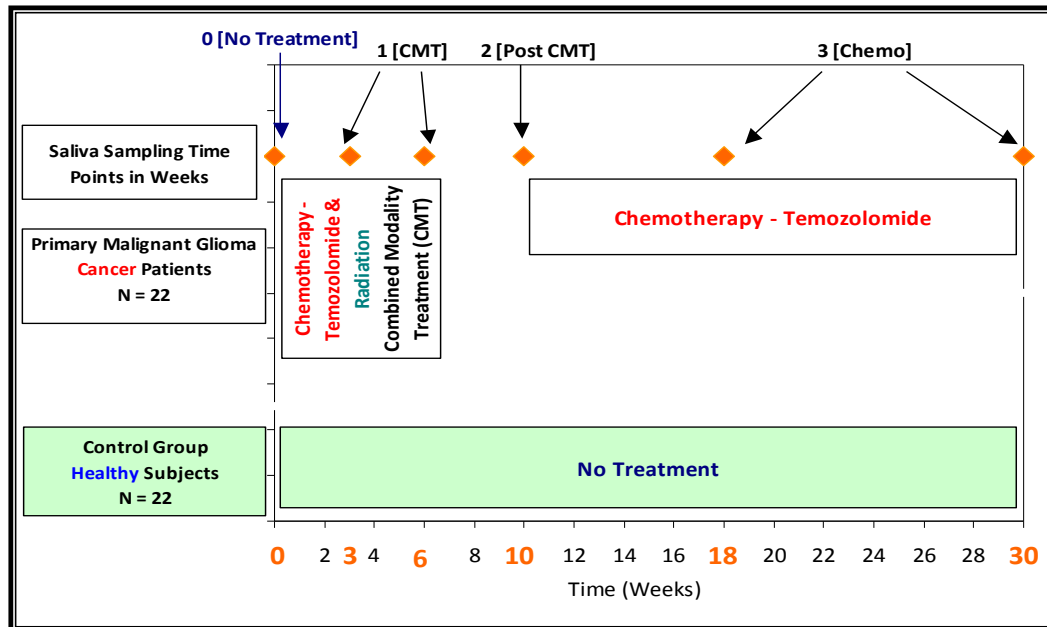 0 [No Treatment]
1 [CMT]
2 [Post CMT]
3 [Chemo]
Saliva Sampling Time
Points in Weeks
Primary Malignant Glioma
Cancer Patients
N = 22
Chemotherapy -
Temozolomide &
Radiation
Combined Modality
Treatment (CMT)
Chemotherapy - Temozolomide
Control Group
Healthy Subjects
N = 22
No Treatment
0 2 3 4 6 8 10 12 14 16 18 20 22 24 26 28 30
Time (Weeks)